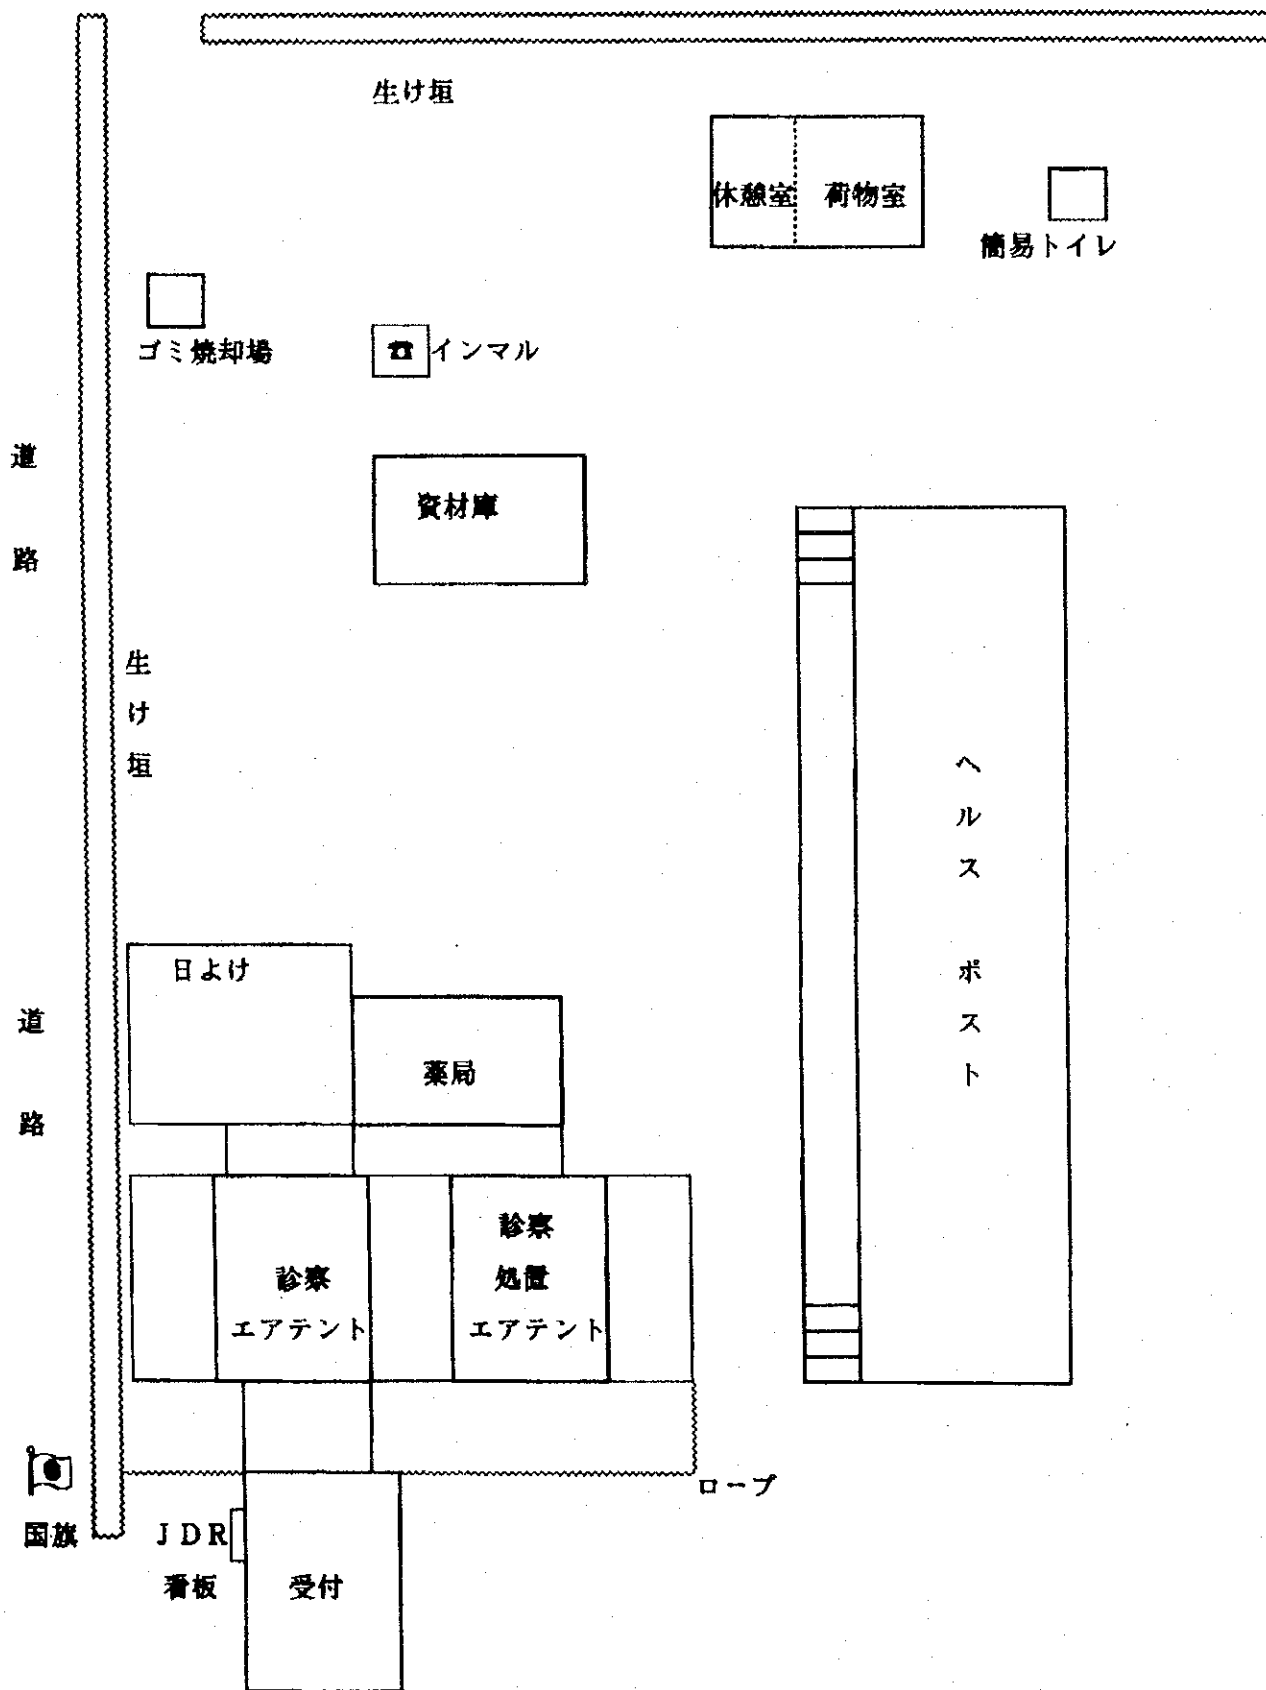 生け垣
休憩室
荷物室
簡易トイレ
ゴミ焼却場
☎インマル
道路
資材庫
生け垣
ヘルス ポスト
日よけ
薬局
道路
診察
エアテント
診察
処置
エアテント
ロープ
国旗
JDR
看板
受付